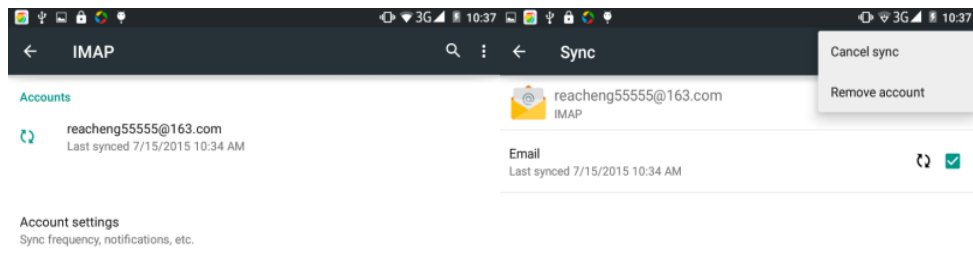 3G 10:37
IMAP
Accounts
reacheng55555@163.com
Last synced 7/15/2015 10:34 AM
Account settings
Sync frequency, notifications, etc.
3G 10:37
Sync
Cancel sync
Remove account
reacheng55555@163.com
IMAP
Email
Last synced 7/15/2015 10:34 AM